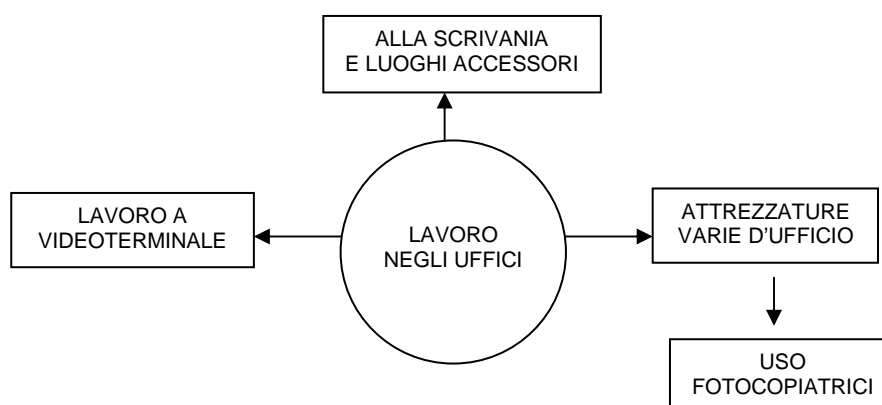 ALLA SCRIVANIA
E LUOGHI ACCESSORI
LAVORO A
VIDEOTERMINALE
LAVORO
NEGLI UFFICI
ATTREZZATURE
VARIE D'UFFICIO
USO
FOTOCOPIATRICI